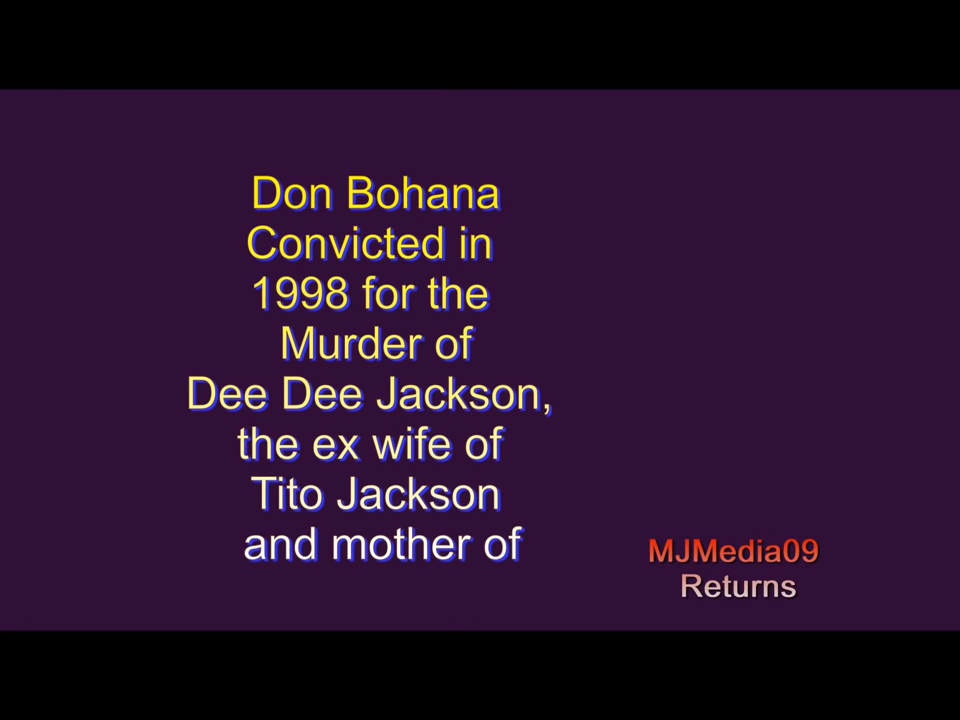 Don Bohana
Convicted in
1998 for the
Murder of
Dee Dee Jackson,
the ex wife of
Tito Jackson
and mother of
MJMedia09
Returns